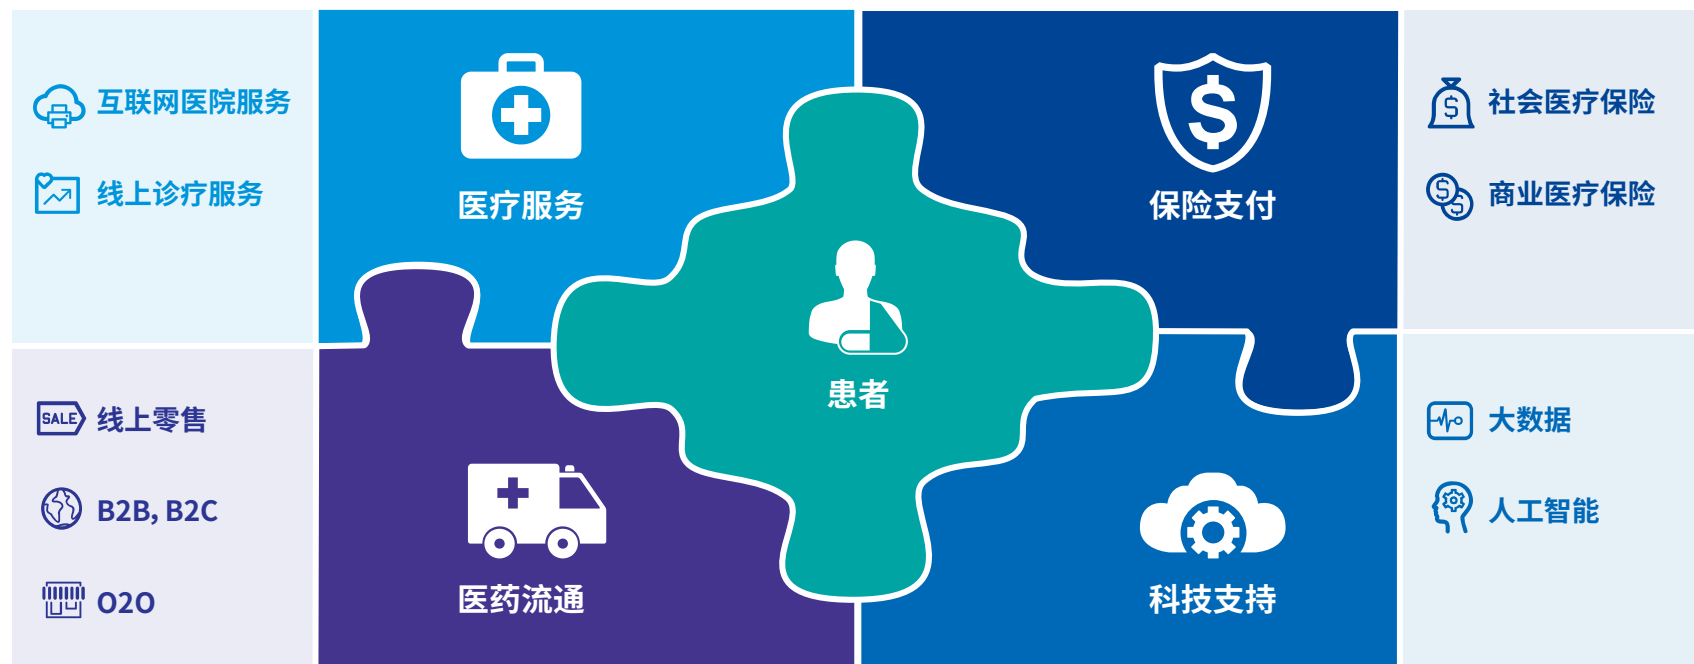 互联网医院服务
线上诊疗服务
医疗服务
保险支付
社会医疗保险
商业医疗保险
患者
SALE
线上零售
B2B, B2C
O2O
医药流通
科技支持
大数据
人工智能